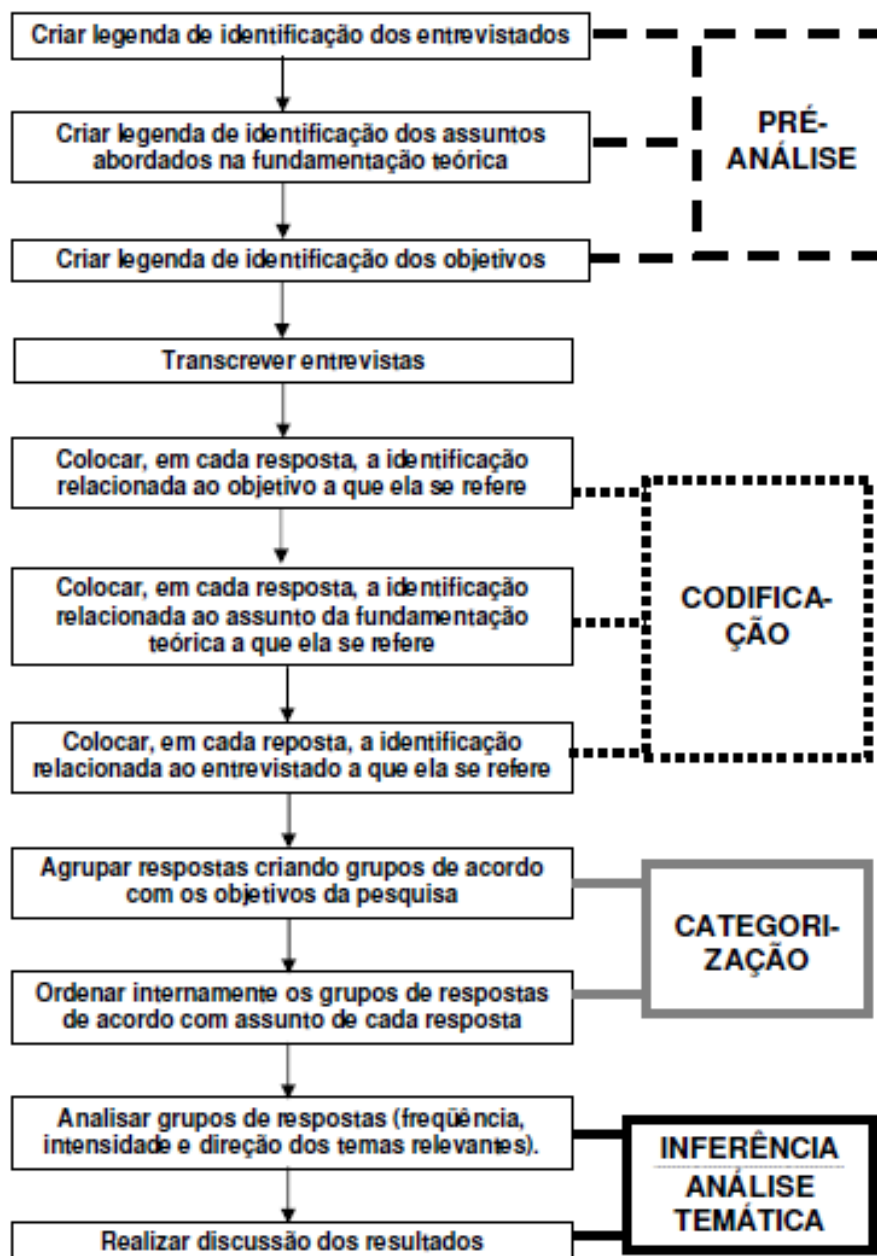 Criar legenda de identificação dos entrevistados
PRÉ-
ANÁLISE
Criar legenda de identificação dos assuntos
abordados na fundamentação teórica
Criar legenda de identificação dos objetivos
Transcrever entrevistas
Colocar, em cada resposta, a identificação
relacionada ao objetivo a que ela se refere
Colocar, em cada resposta, a identificação
relacionada ao assunto da fundamentação
teórica a que ela se refere
CODIFICA-
ÇÃO
Colocar, em cada reposta, a identificação
relacionada ao entrevistado a que ela se refere
Agrupar respostas criando grupos de acordo
com os objetivos da pesquisa
CATEGORI-
ZAÇÃO
Ordenar internamente os grupos de respostas
de acordo com assunto de cada resposta
Analisar grupos de respostas (freqüência,
intensidade e direção dos temas relevantes).
INFERÊNCIA
ANÁLISE
TEMÁTICA
Realizar discussão dos resultados